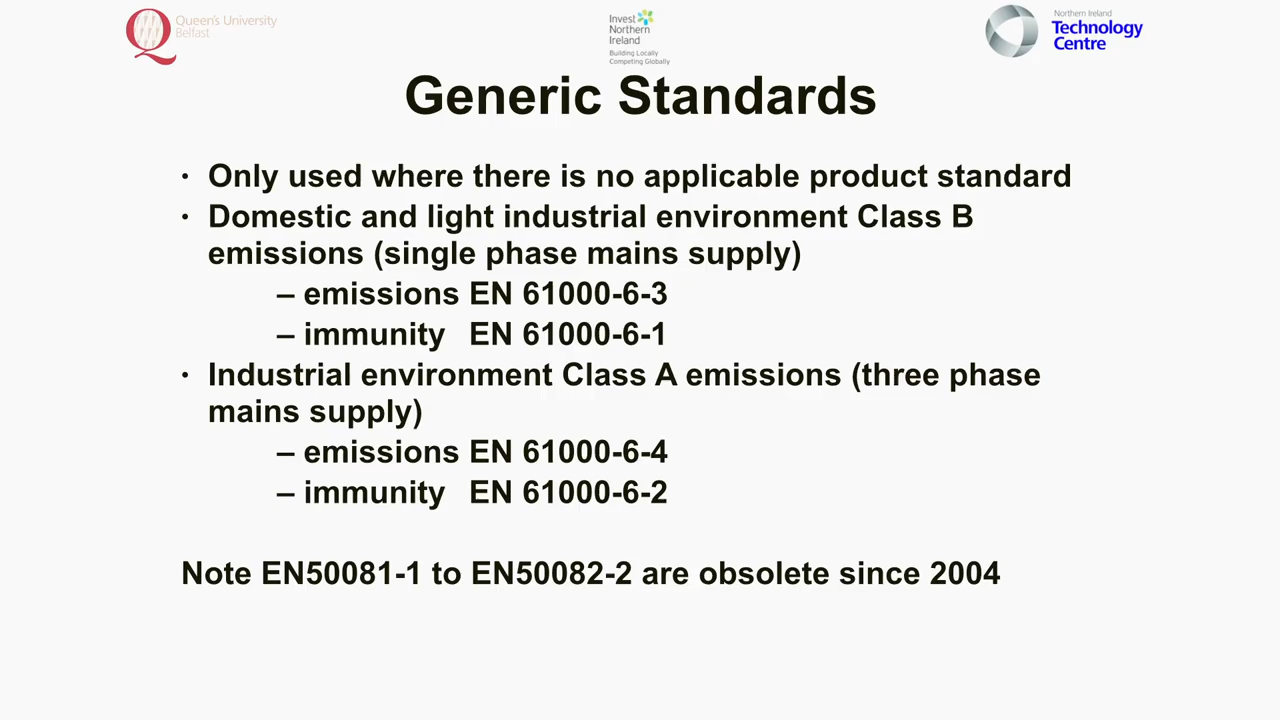 Queen's University
Belfast
Invest
Northern
Ireland
Building Locally
Competing Globally
Northern Ireland
Technology
Centre
Generic Standards
· Only used where there is no applicable product standard
· Domestic and light industrial environment Class B
emissions (single phase mains supply)
– emissions EN 61000-6-3
– immunity EN 61000-6-1
· Industrial environment Class A emissions (three phase
mains supply)
– emissions EN 61000-6-4
– immunity EN 61000-6-2
Note EN50081-1 to EN50082-2 are obsolete since 2004